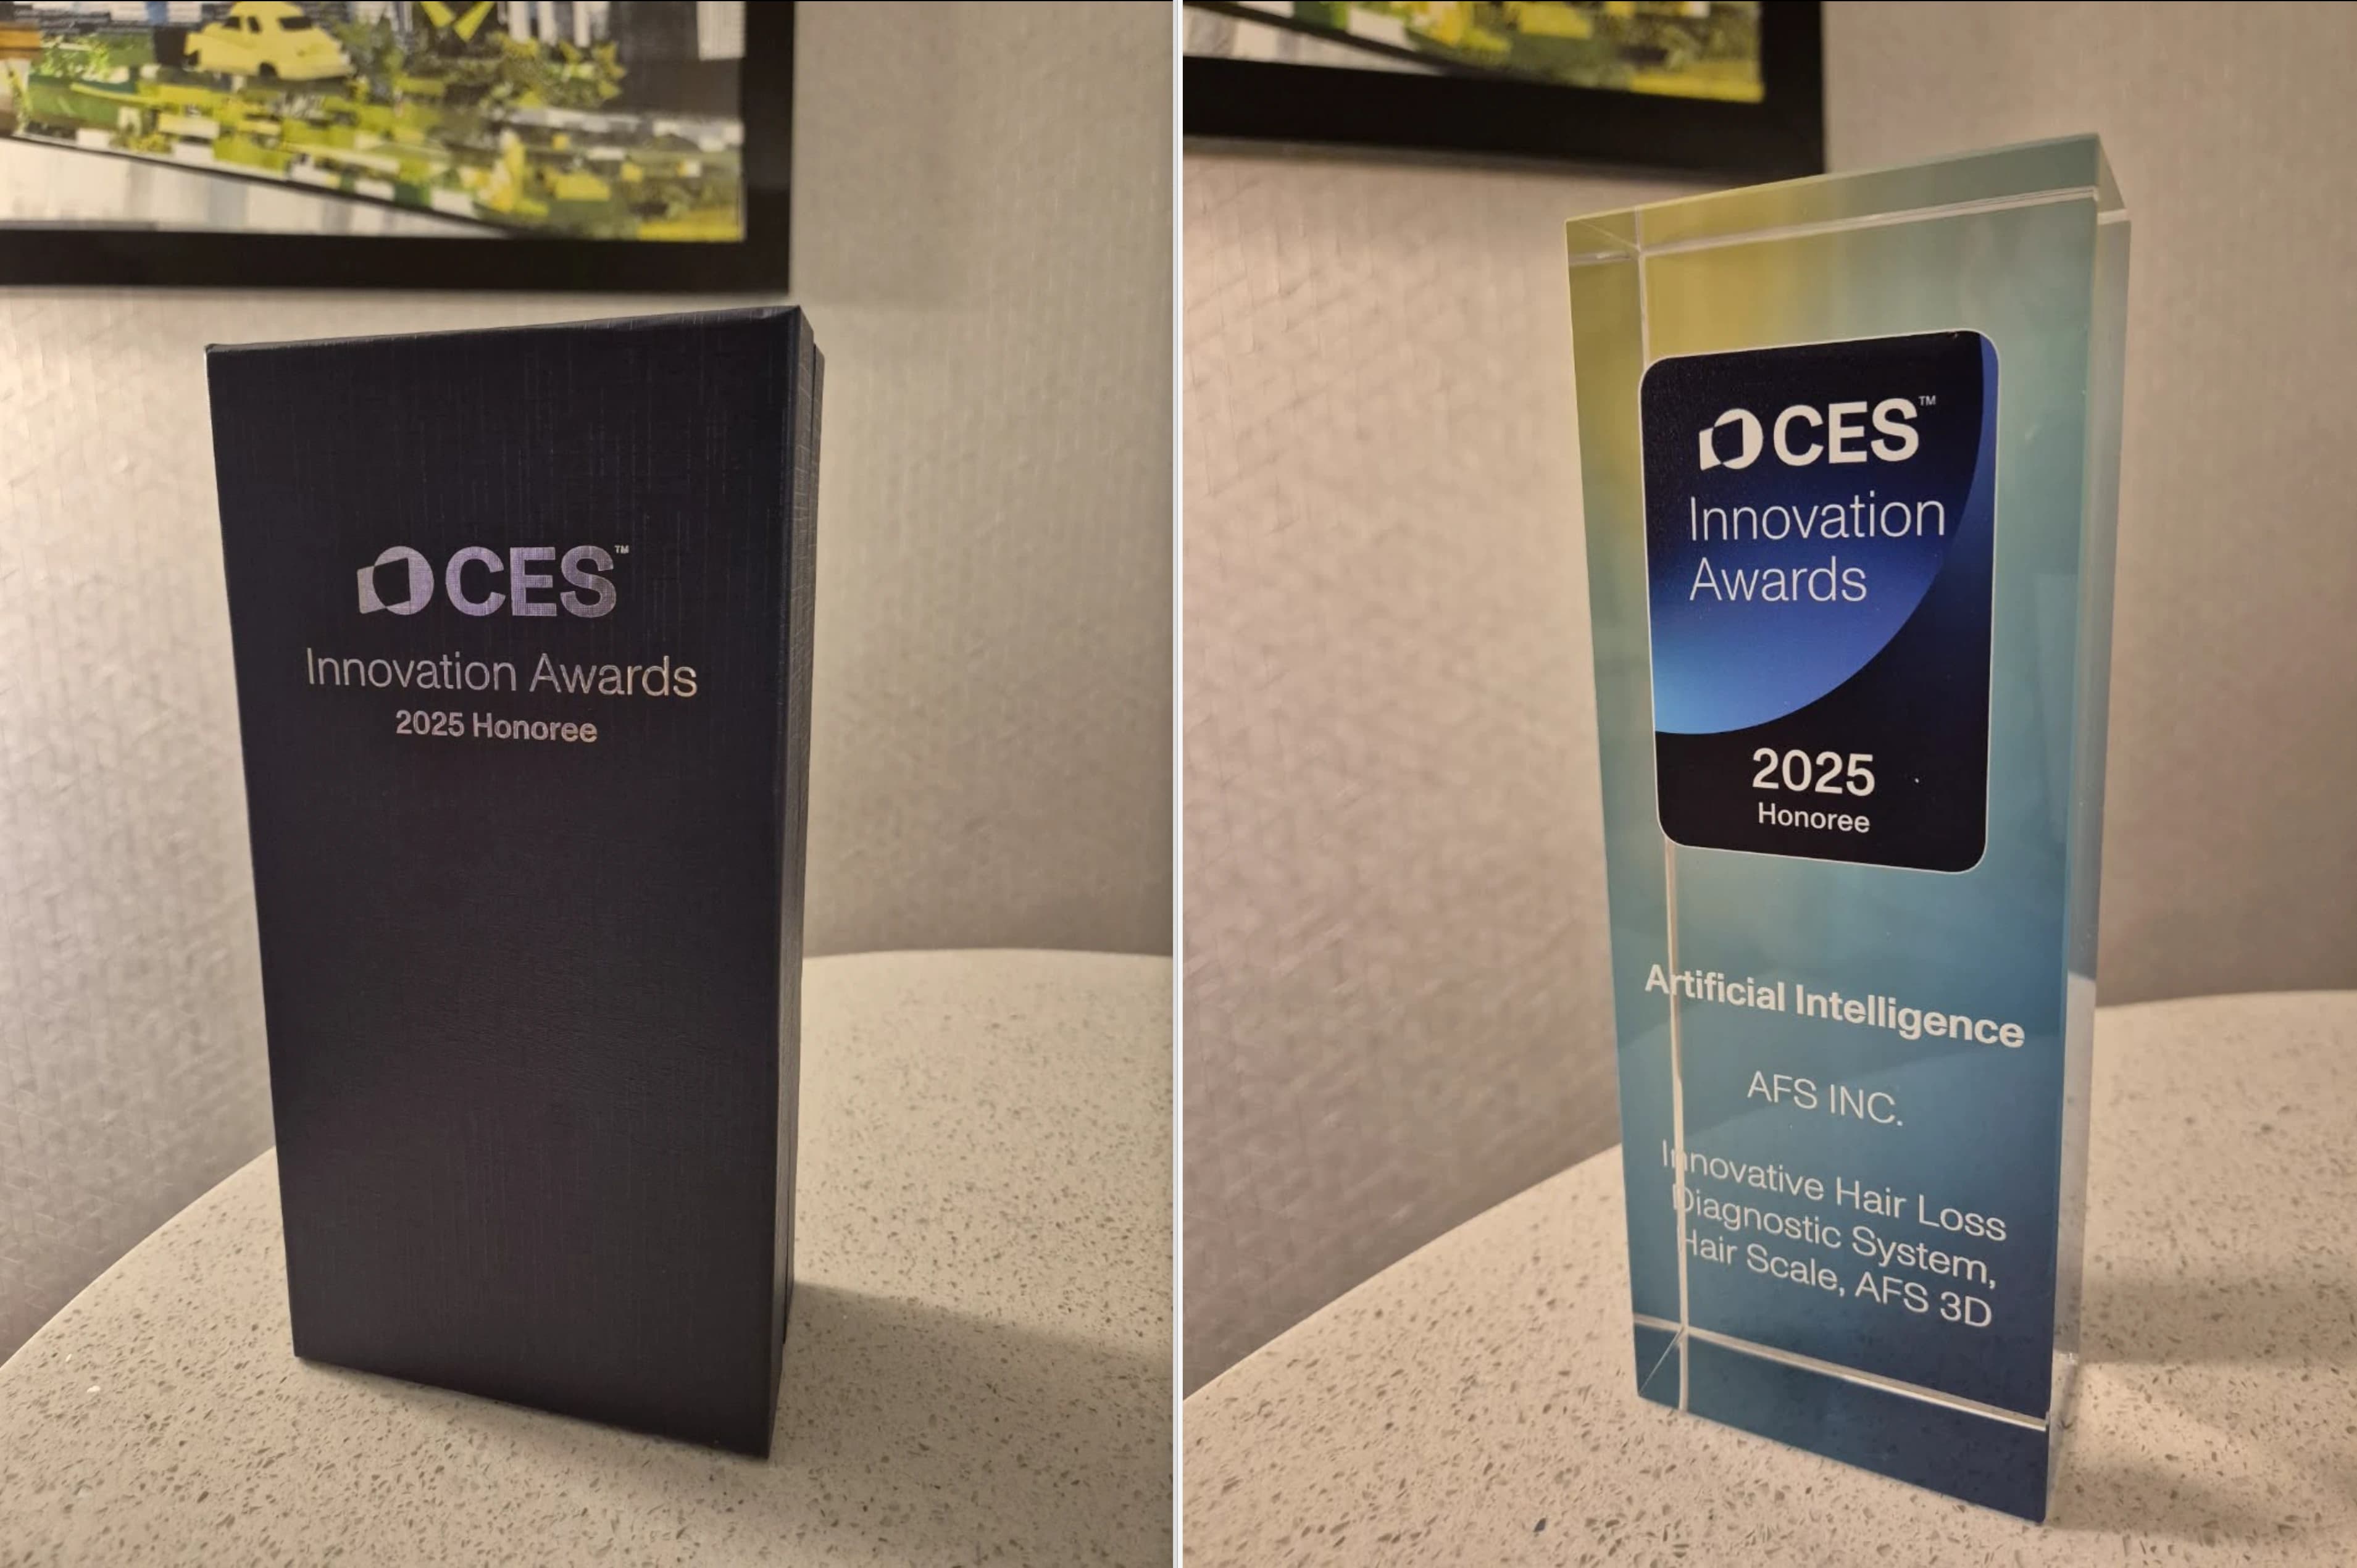 CES™
Innovation Awards
2025 Honoree
CES™
Innovation
Awards
2025
Honoree
Artificial Intelligence
AFS INC.
Innovative Hair Loss
Diagnostic System,
Hair Scale, AFS 3D